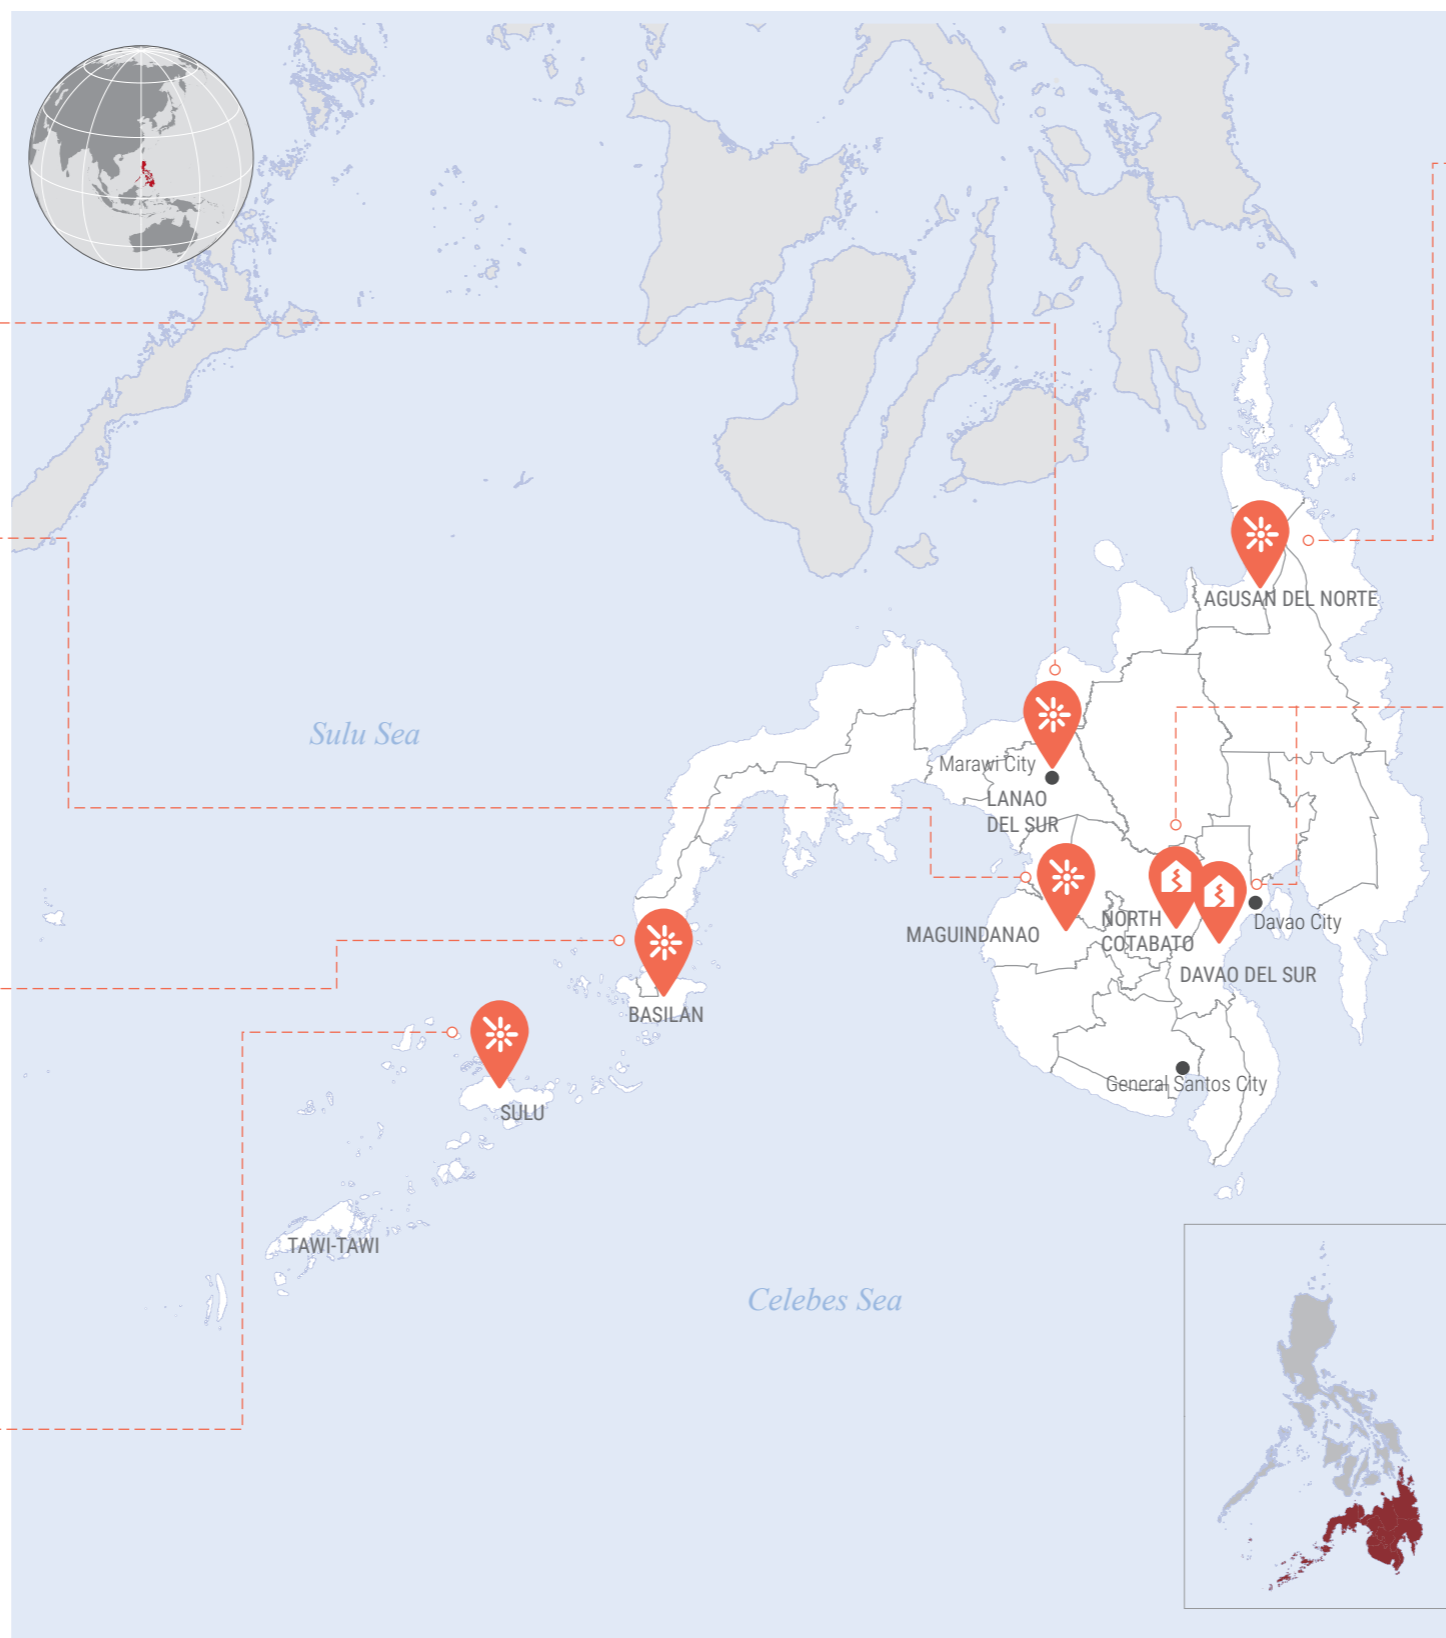 AGUSAN DEL NORTE
Sulu Sea
Marawi City
LANAO
DEL SUR
MAGUINDANAO
NORTH
COTABATO
Davao City
DAVAO DEL SUR
BASILAN
General Santos City
SULU
TAWI-TAWI
Celebes Sea